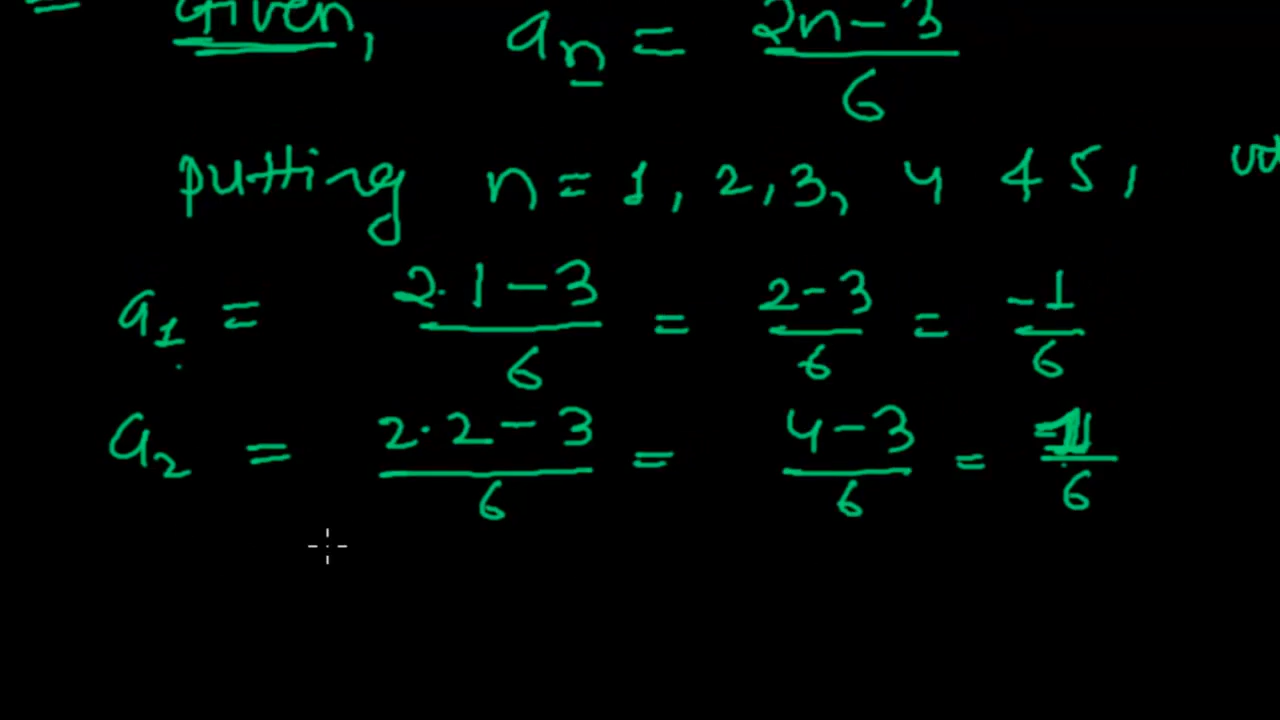 = Given, aₙ = (2n-3)/6
putting n = 1, 2, 3, 4 & 5,
a₁ = (2·1-3)/6 = (2-3)/6 = -1/6
a₂ = (2·2-3)/6 = (4-3)/6 = 1/6